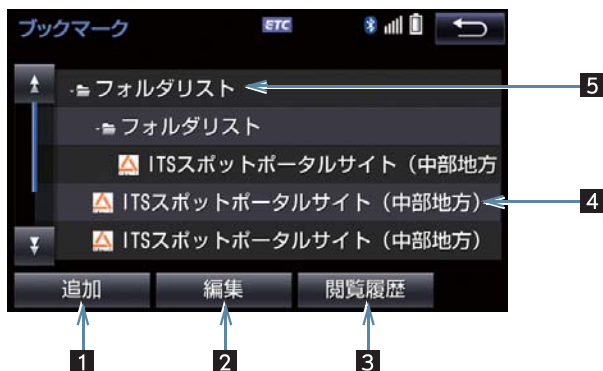 ブックマーク ETC
フォルダリスト 5
フォルダリスト
ITSスポットポータルサイト（中部地方
ITSスポットポータルサイト（中部地方） 4
ITSスポットポータルサイト（中部地方）
追加 編集 閲覧履歴
1 2 3